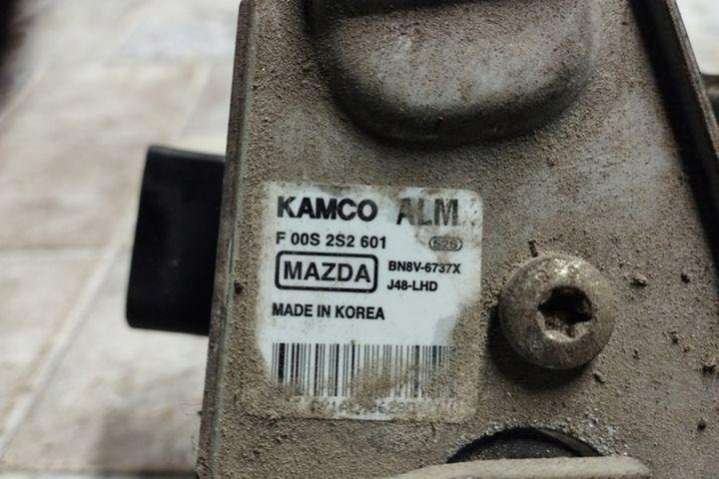 KAMCO ALM
F 00S 2S2 601
MAZDA BN8V-6737X
J48-LHD
MADE IN KOREA